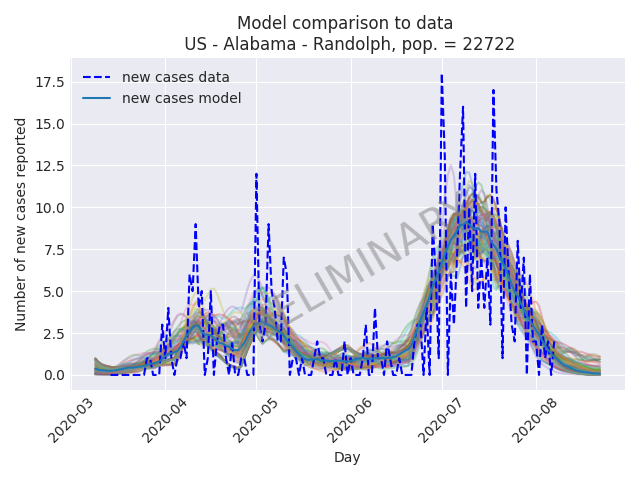 Model comparison to data
US - Alabama - Randolph, pop. = 22722
new cases data
new cases model
17.5
15.0
12.5
10.0
7.5
5.0
2.5
0.0
Number of new cases reported
2020-03
2020-04
2020-05
2020-06
2020-07
2020-08
Day